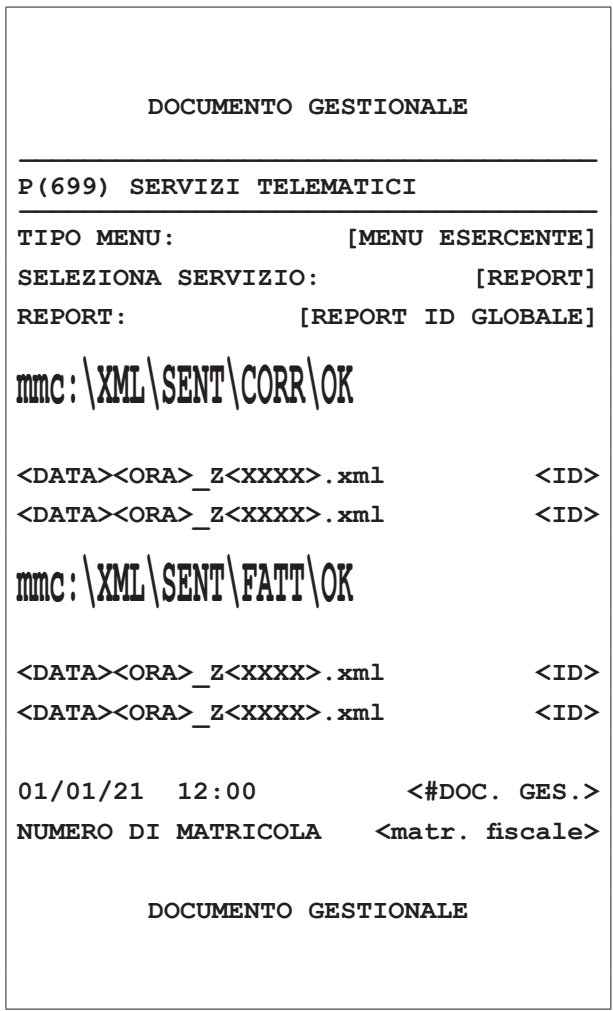 DOCUMENTO GESTIONALE
P(699) SERVIZI TELEMATICI
TIPO MENU: [MENU ESERCENTE]
SELEZIONA SERVIZIO: [REPORT]
REPORT: [REPORT ID GLOBALE]
mmc:\XML\SENT\CORR\OK
<DATA><ORA>_Z<XXXX>.xml <ID>
<DATA><ORA>_Z<XXXX>.xml <ID>
mmc:\XML\SENT\FATT\OK
<DATA><ORA>_Z<XXXX>.xml <ID>
<DATA><ORA>_Z<XXXX>.xml <ID>
01/01/21 12:00 <#DOC. GES.>
NUMERO DI MATRICOLA <matr. fiscale>
DOCUMENTO GESTIONALE